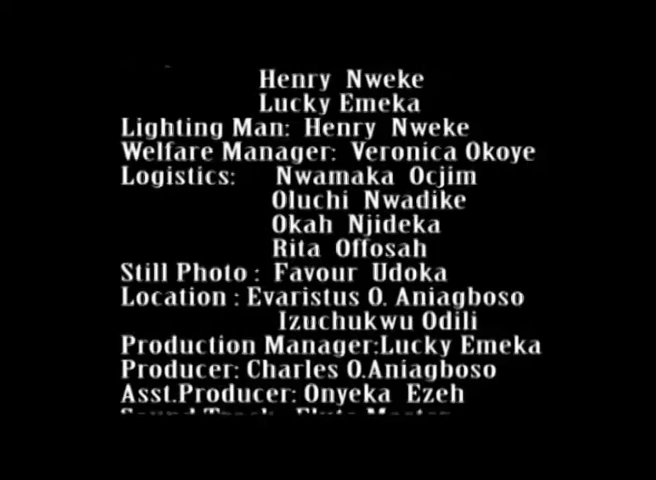 Henry Nweke
Lucky Emeka
Lighting Man: Henry Nweke
Welfare Manager: Veronica Okoye
Logistics: Nwamaka Ocjim
Oluchi Nwadike
Okah Njideka
Rita Offosah
Still Photo : Favour Udoka
Location : Evaristus O. Aniagboso
Izuchukwu Odili
Production Manager:Lucky Emeka
Producer: Charles O.Aniagboso
Asst.Producer: Onyeka Ezeh